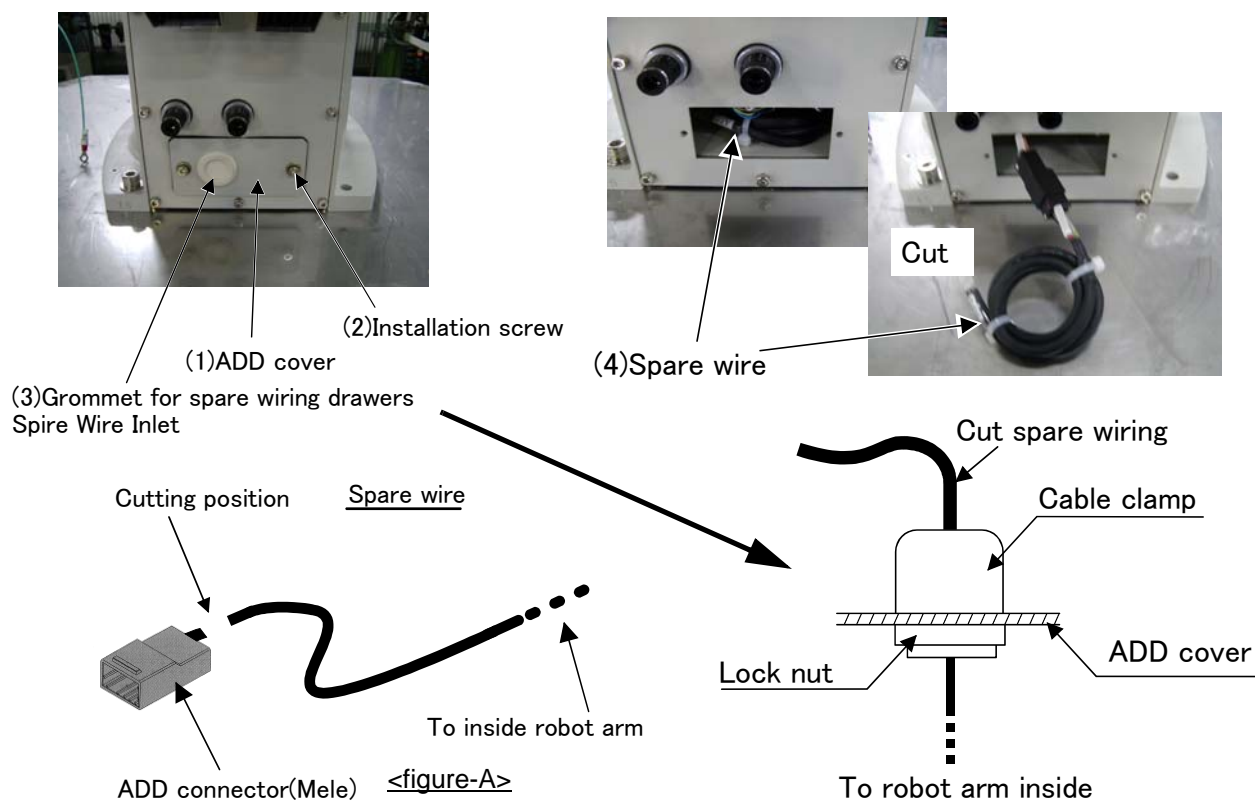 (2)Installation screw
(1)ADD cover
(3)Grommet for spare wiring drawers
Spire Wire Inlet
Cut
(4)Spare wire
Cutting position
Spare wire
To inside robot arm
ADD connector(Mele)
<figure-A>
Cut spare wiring
Cable clamp
Lock nut
ADD cover
To robot arm inside